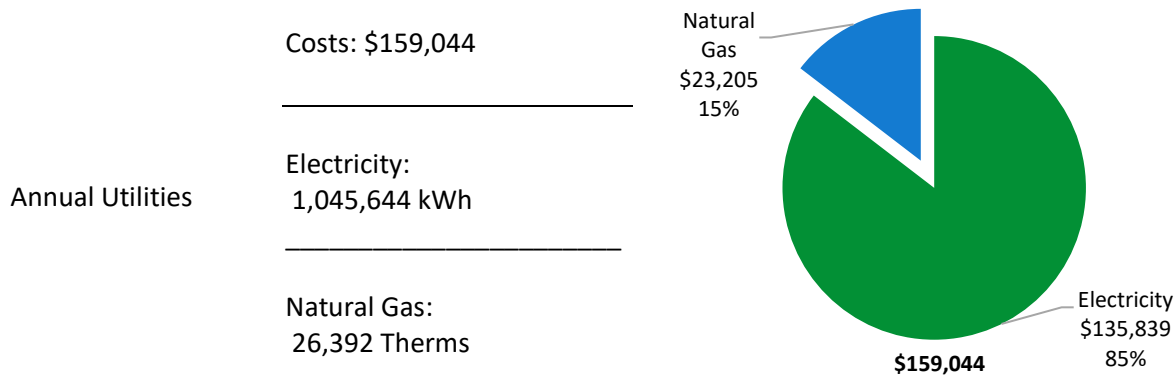 Annual Utilities
Costs: $159,044
Electricity:
1,045,644 kWh
Natural Gas:
26,392 Therms
Natural
Gas
$23,205
15%
Electricity
$135,839
85%
$159,044